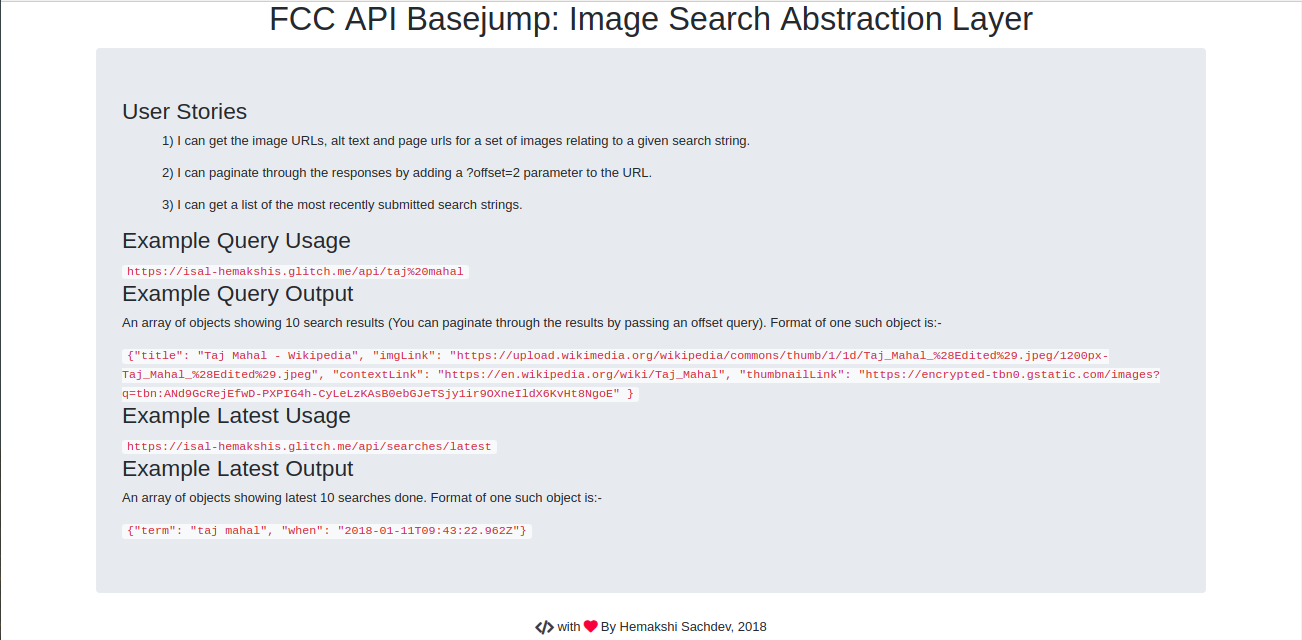 FCC API Basejump: Image Search Abstraction Layer
User Stories
1) I can get the image URLs, alt text and page urls for a set of images relating to a given search string.
2) I can paginate through the responses by adding a ?offset=2 parameter to the URL.
3) I can get a list of the most recently submitted search strings.
Example Query Usage
https://isal-hemakshis.glitch.me/api/taj%20mahal
Example Query Output
An array of objects showing 10 search results (You can paginate through the results by passing an offset query). Format of one such object is:-
{"title": "Taj Mahal - Wikipedia", "imgLink": "https://upload.wikimedia.org/wikipedia/commons/thumb/1/1d/Taj_Mahal_%28Edited%29.jpeg/1200px-
Taj_Mahal_%28Edited%29.jpeg", "contextLink": "https://en.wikipedia.org/wiki/Taj_Mahal", "thumbnailLink": "https://encrypted-tbn0.gstatic.com/images?
q=tbn:ANd9GcRejEfwD-PXPIG4h-CyLeLzKAsB0ebGJeTSjy1ir9OXneIldX6KvHt8NgoE" }
Example Latest Usage
https://isal-hemakshis.glitch.me/api/searches/latest
Example Latest Output
An array of objects showing latest 10 searches done. Format of one such object is:-
{"term": "taj mahal", "when": "2018-01-11T09:43:22.962Z"}
</> with ❤ By Hemakshi Sachdev, 2018